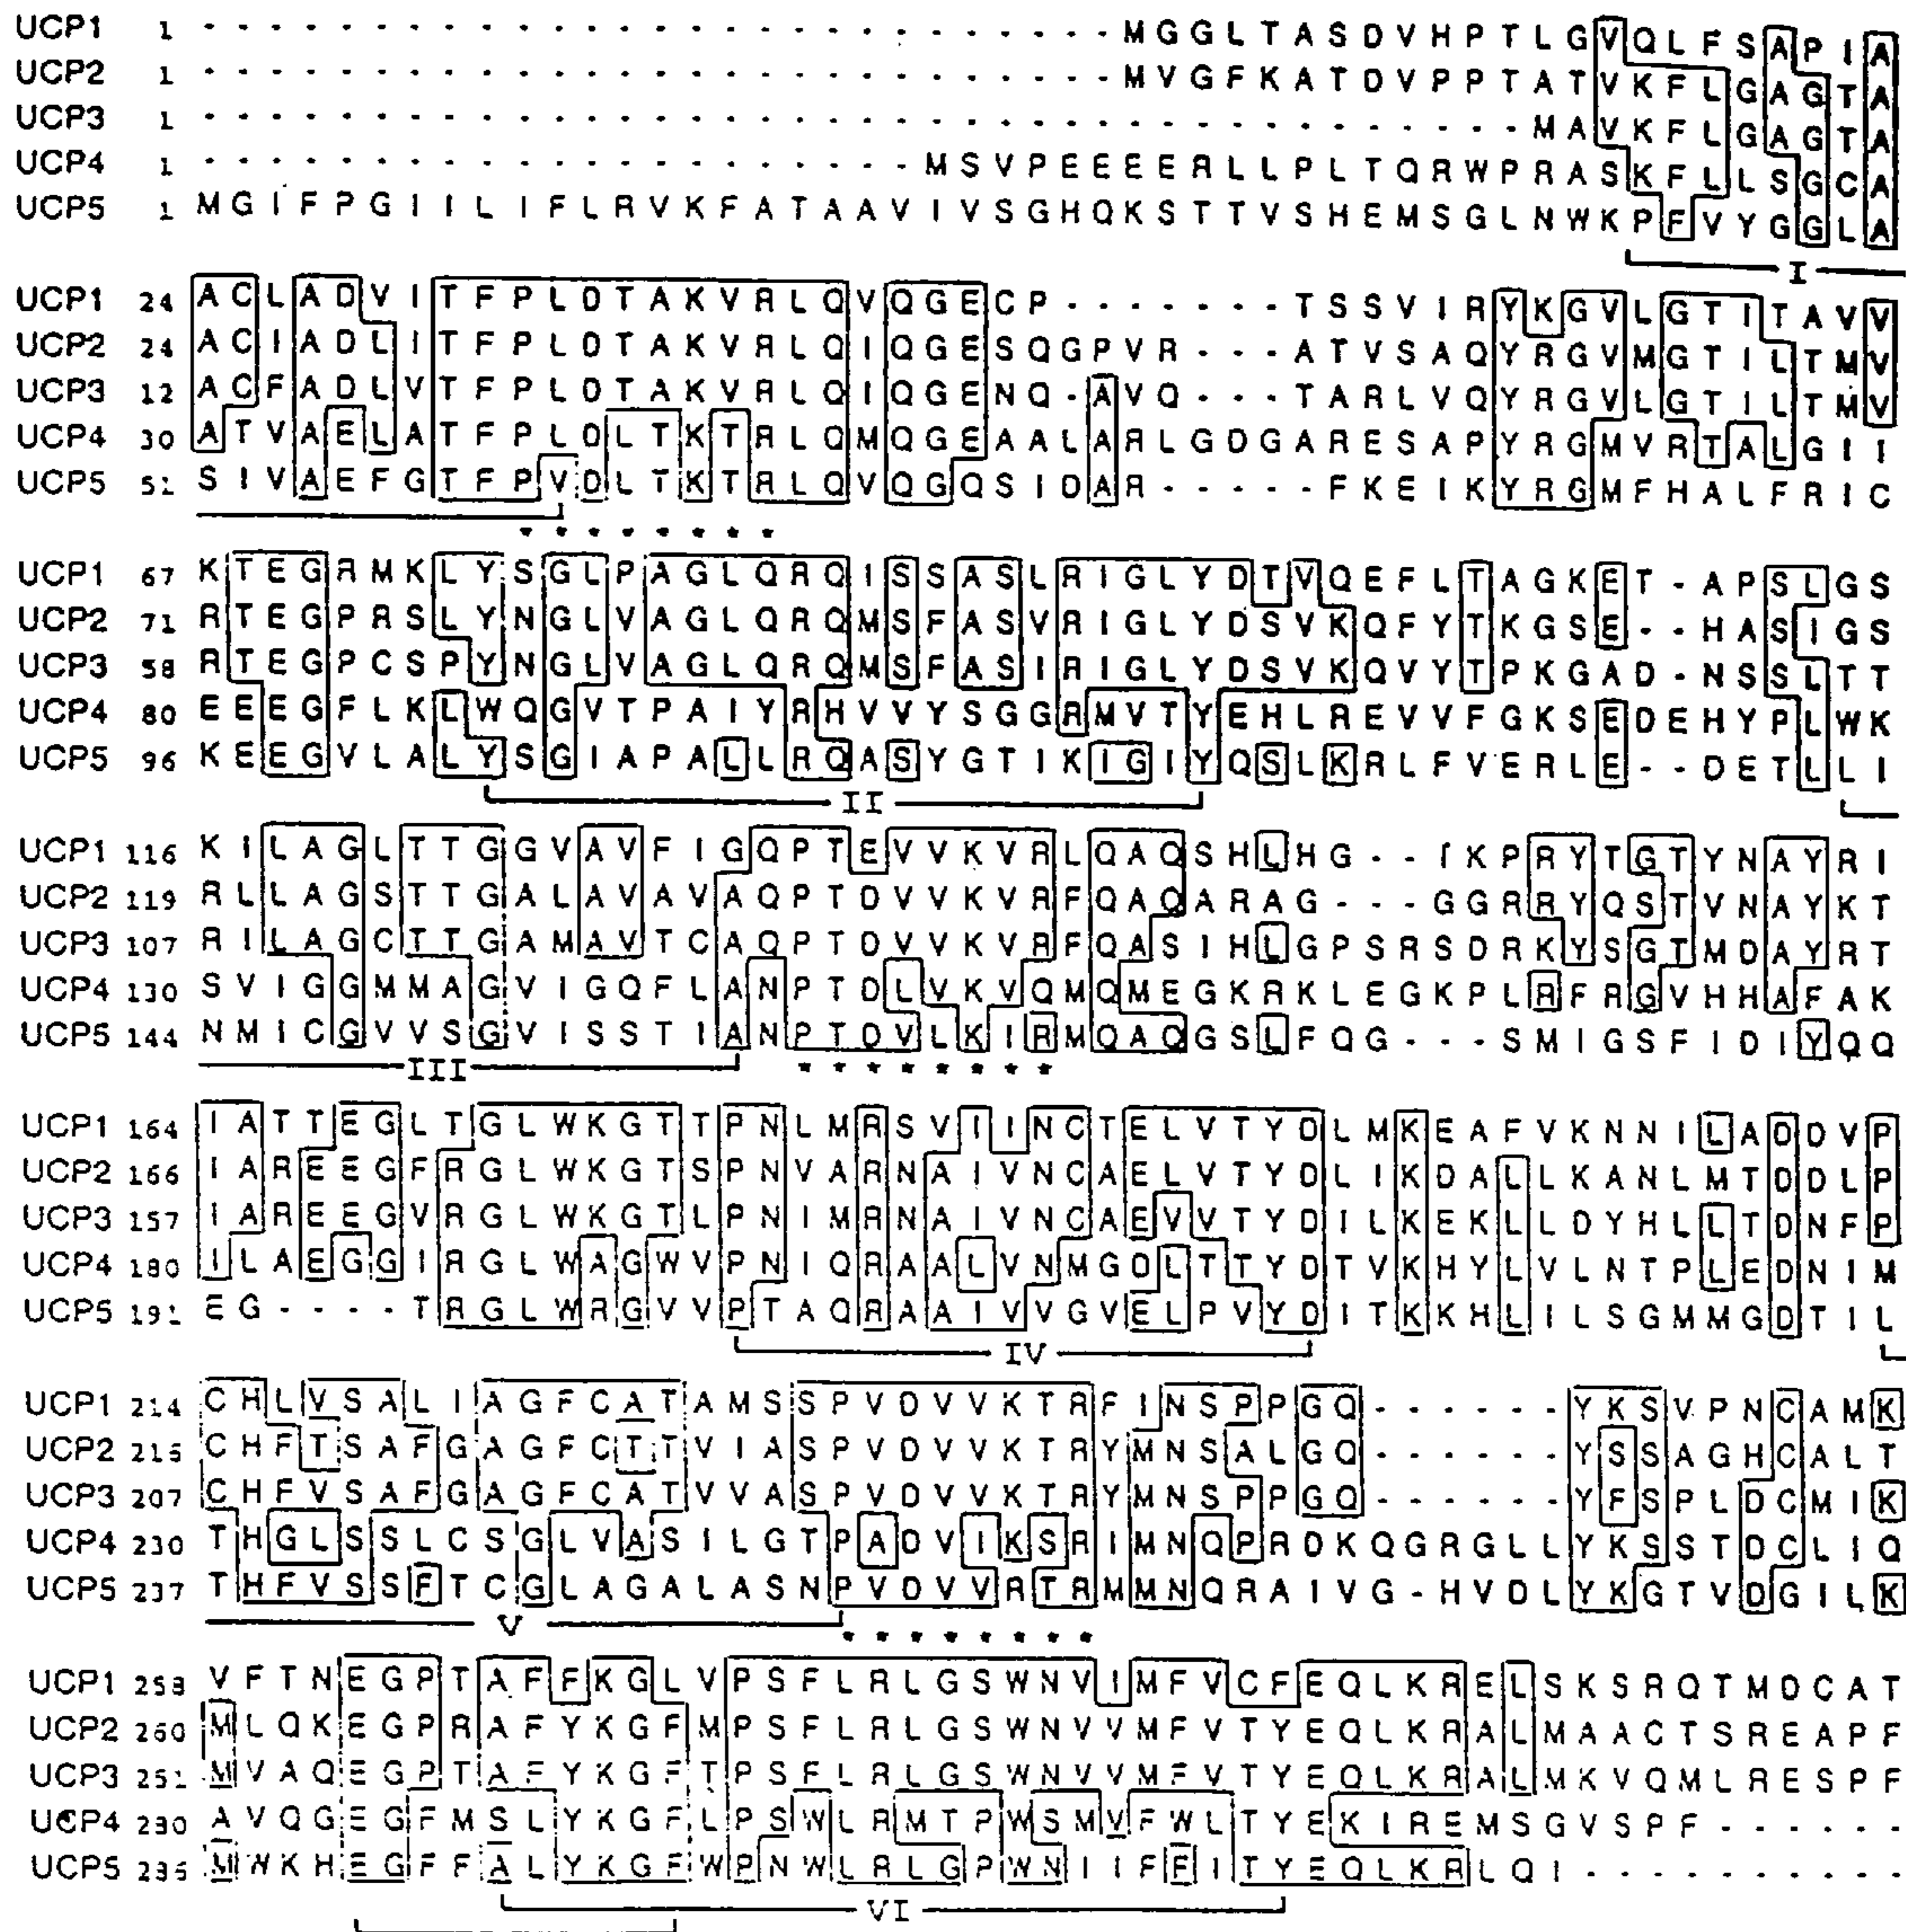 UCP1 1 ---------------------------MGGLTASDVHPTLGVQLFSAPIA
UCP2 1 ---------------------------MVGFKATDVPPTATVKFLGAGTA
UCP3 1 ---------------------------------------MAVKFLGAGTA
UCP4 1 ---------------------MSVPEEEERLLPLTQRWPRASKFLLSGCA
UCP5 1 MGIFPGIILIFLRVKFATAAVIVSGHQKSTTVSHEMSGLNWKPFVYGGLA
I
UCP1 24 ACLADVITFPLDTAKVRLQVQGECP-------TSSVIRYKGVLGTITAVV
UCP2 24 ACIADLITFPLDTAKVRLQIQGESQGPVR---ATVSAQYRGVMGTILTMV
UCP3 12 ACFADLVTFPLDTAKVRLQIQGENQ-AVQ---TARLVQYRGVLGTILTMV
UCP4 30 ATVAELATFPLDLTKTRLQMQGEAALARLGDGARESAPYRGMVRTALGII
UCP5 51 SIVAEFGTFPVDLTKTRLQVQGQSIDAR-----FKEIKYRGMFHALFRIC
* * * * * * * *
UCP1 67 KTEGRMKLYSGLPAGLQRQISSASLRIGLYDTVQEFLTAGKET-APSLGS
UCP2 71 RTEGPRSLYNGLVAGLQRQMSFASVRIGLYDSVKQFYTKGSE--HASIGS
UCP3 58 RTEGPCSPYNGLVAGLQRQMSFASIRIGLYDSVKQVYTPKGAD-NSSLTT
UCP4 80 EEEGFLKLWQGVTPAIYRHVVYSGGRMVTYEHLREVVFGKSEDEHYPLWK
UCP5 96 KEEGVLALYSGIAPALLRQASYGTIKIGIYQSLKRLFVERLE--DETLLI
II
UCP1 116 KILAGLTTGGVAVFIGQPTEVVKVRLQAQSHLHG--IKPRYTGTYNAYRI
UCP2 119 RLLAGSTTGALAVAVAQPTDVVKVRFQAQARAG---GGRRYQSTVNAYKT
UCP3 107 RILAGCTTGAMAVTCAQPTDVVKVRFQASIHLGPSRSDRKYSGTMDAYRT
UCP4 130 SVIGGMMAGVIGQFLANPTDLVKVQMQMEGKRKLEGKPLRFRGVHHAFAK
UCP5 144 NMICGVVSGVISSTIANPTDVLKIRMQAQGSLFQG---SMIGSFIDIYQQ
III
* * * * * * * *
UCP1 164 IATTEGLTGLWKGTTPNLMRSVIINCTELVTYDLMKEAFVKNNILADDVP
UCP2 166 IAREEGFRGLWKGTSPNVARNAIVNCAELVTYDLIKDALLKANLMTDDLP
UCP3 157 IAREEGVRGLWKGTLPNIMRNAIVNCAEVVTYDILKEKLLDYHLLTDNFP
UCP4 180 ILAEGGIRGLWAGWVPNIQRAALVNMGDLTTYDTVKHYLVLNTPLEDNIM
UCP5 191 EG----TRGLWRGVVPTAQRAAIVVGVELPVYDITKKHLILSGMMGDTIL
IV
UCP1 214 CHLVSALIAGFCATAMSSPVDVVKTRFINSPPGQ------YKSVPNCAMK
UCP2 216 CHFTSAFGAGFCTTVIASPVDVVKTRYMNSALGQ------YSSAGHCALT
UCP3 207 CHFVSAFGAGFCATVVASPVDVVKTRYMNSPPGQ------YFSPLDCMIK
UCP4 230 THGLSSLCSGLVASILGTPADVIKSRIMNQPRDKQGRGLLYKSSTDCLIQ
UCP5 237 THFVSSFTCGLAGALASNPVDVVRTRMMNQRAIVG-HVDLYKGTVDGILK
V
* * * * * * * *
UCP1 258 VFTNEGPTAFFKGLVPSFLRLGSWNVIMFVCFEQLKRELSKSRQTMDCAT
UCP2 260 MLQKEGPRAFYKGFMPSFLRLGSWNVVMFVTYEQLKRALMAACTSREAPF
UCP3 251 MVAQEGPTAFYKGFTPSFLRLGSWNVVMFVTYEQLKRALMKVQMLRESPF
UCP4 280 AVQGEGFMSLYKGFLPSWLRMTPWSMVFWLTYEKIREMSGVSPF------
UCP5 286 MWKHEGFFALYKGFWPNWLRLGPWNIIFFITYEQLKRLQI----------
VI